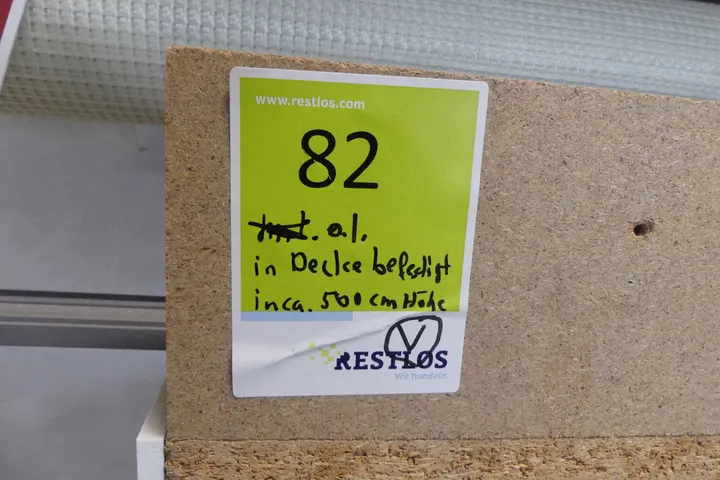 www.restlos.com
82
a.l.
in Decke befestigt
in ca. 500 cm Höhe
V
RESTLOS
Wir handeln.